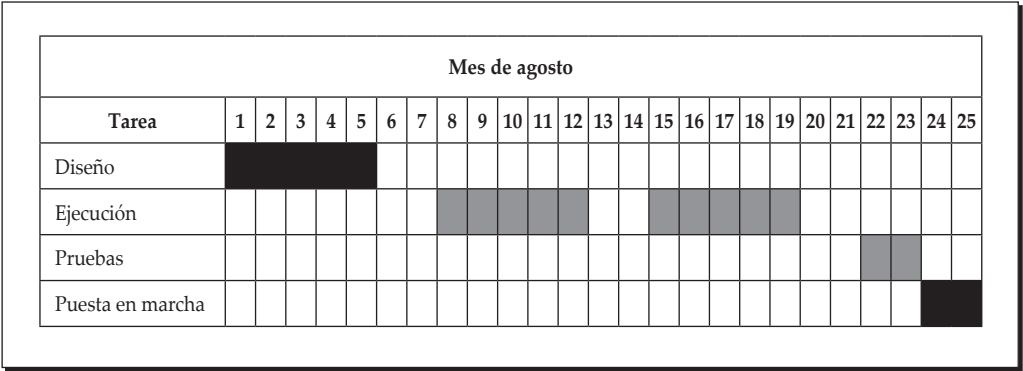 Mes de agosto
Tarea 1 2 3 4 5 6 7 8 9 10 11 12 13 14 15 16 17 18 19 20 21 22 23 24 25
Diseño
Ejecución
Pruebas
Puesta en marcha